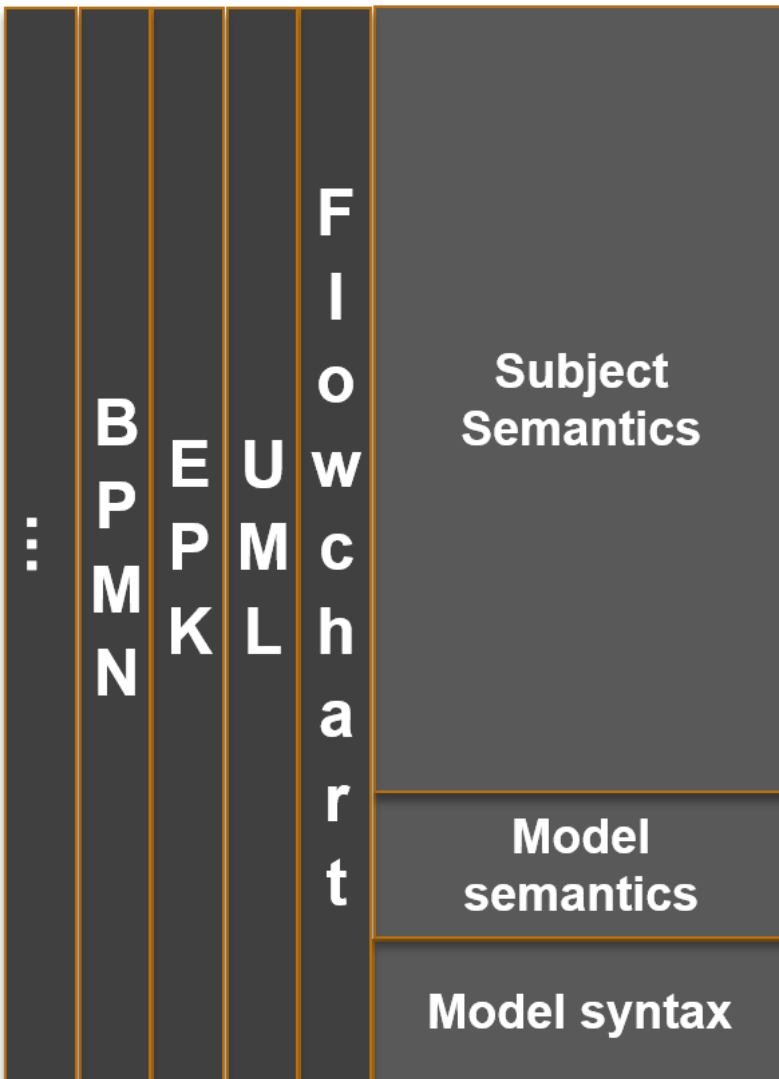 ⋮
BPMN
EPK
UML
Flowchart
Subject
Semantics
Model
semantics
Model syntax